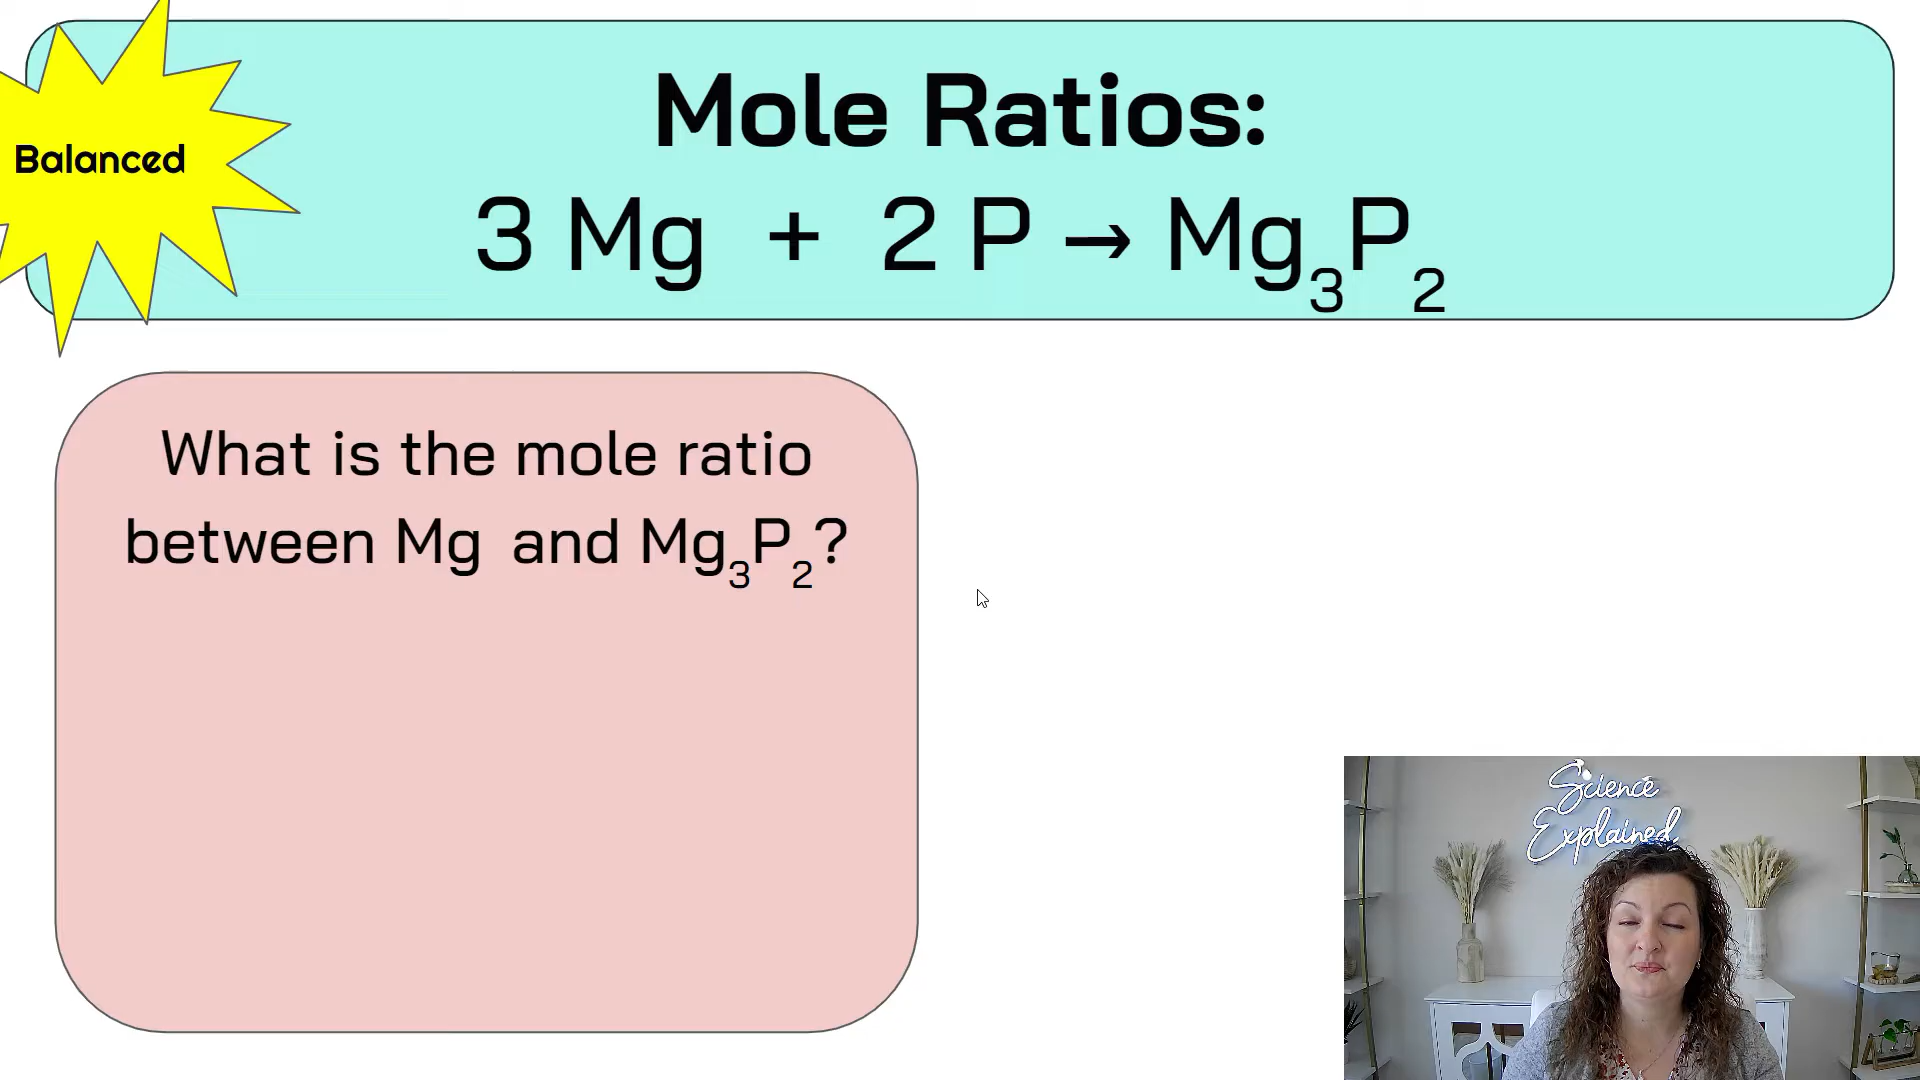 Balanced
Mole Ratios:
3 Mg + 2 P → Mg₃P₂
What is the mole ratio
between Mg and Mg₃P₂?
Science
Explained